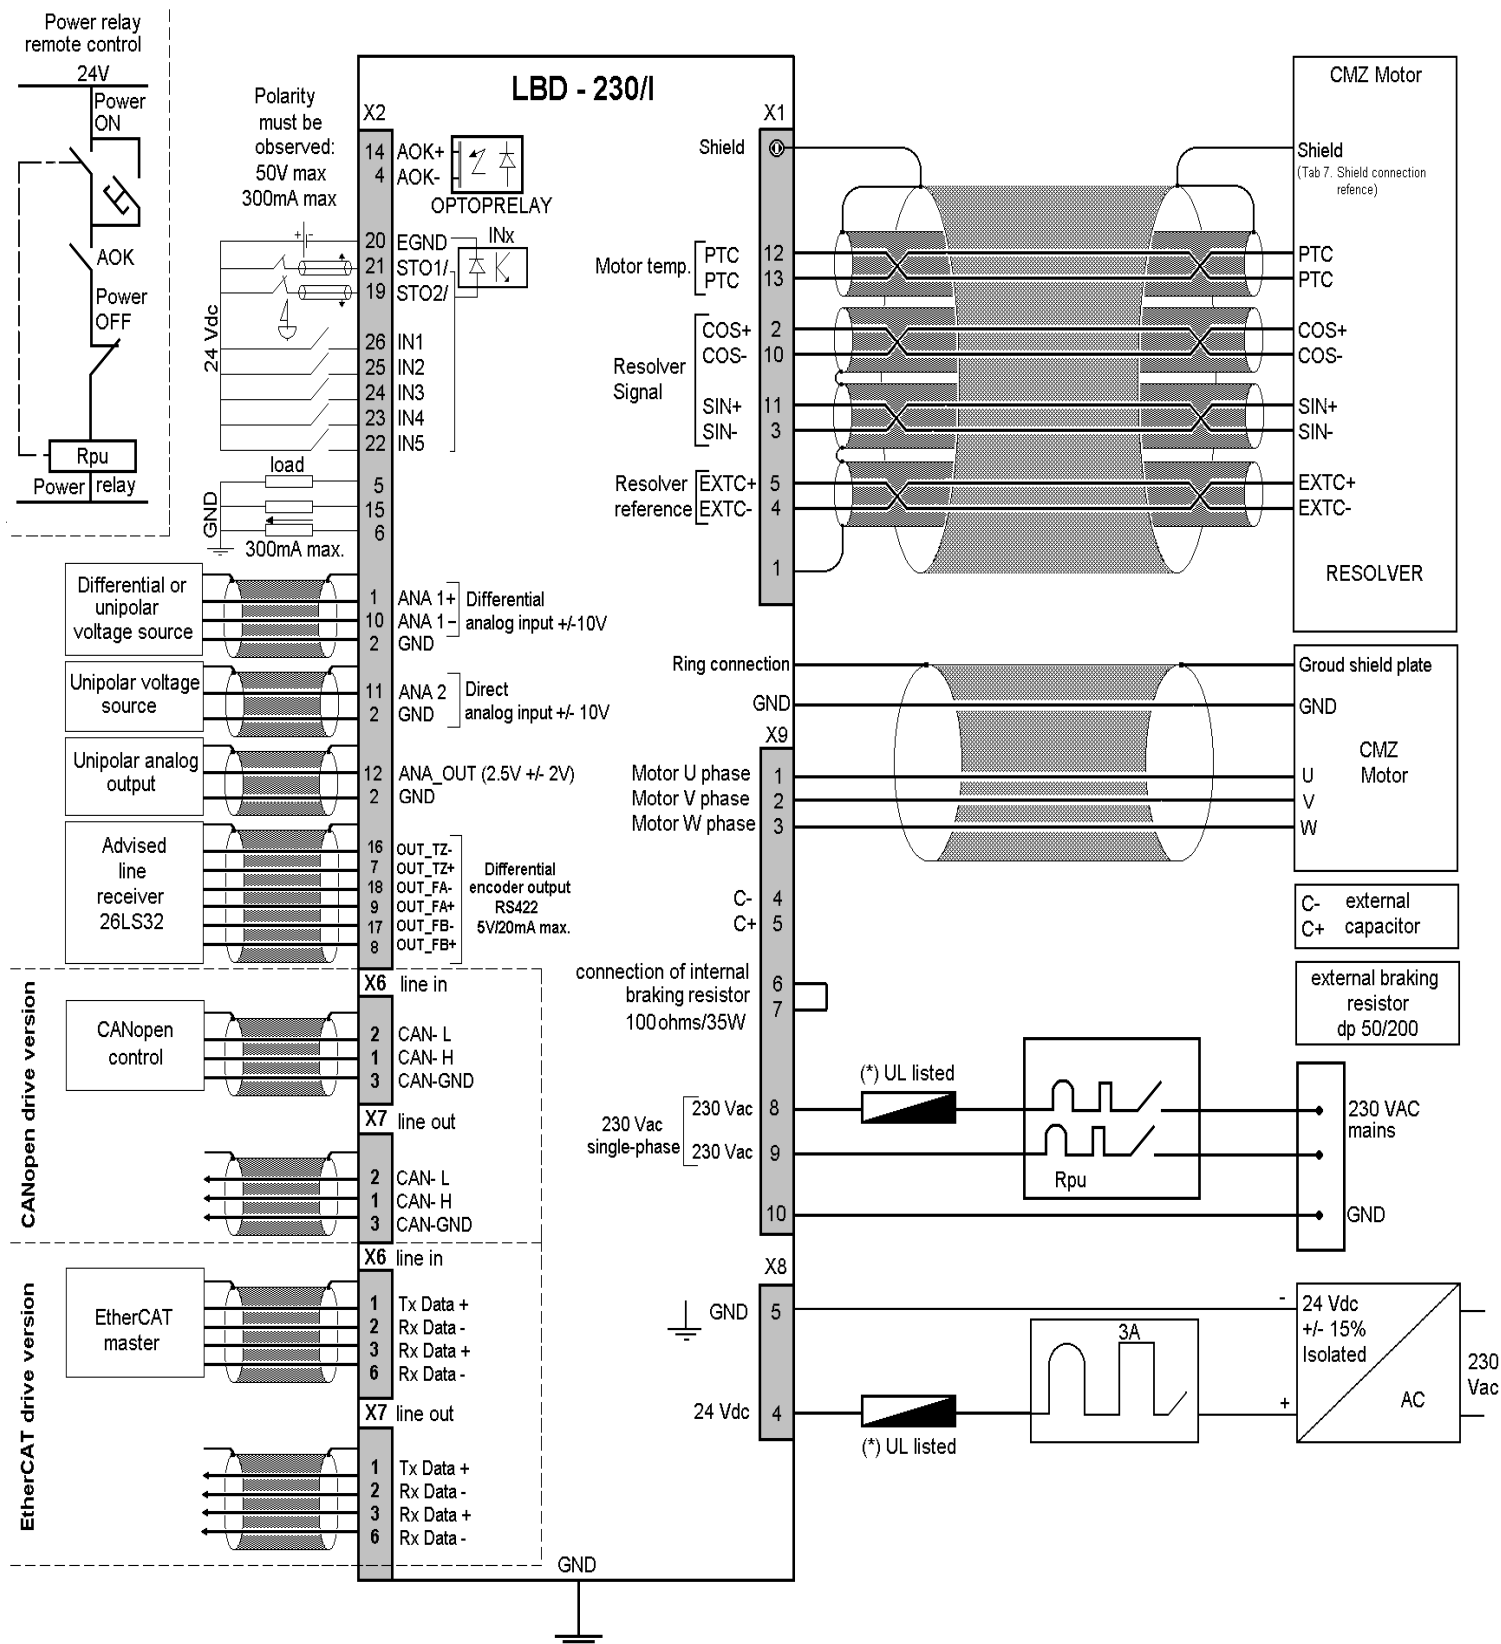 Power relay
remote control
24V
Power
ON
AOK
Power
OFF
Rpu
Power relay
Polarity
must be
observed:
50V max
300mA max
LBD - 230/I
X2
14 AOK+
4 AOK-
OPTOPRELAY
20 EGND
21 STO1/
19 STO2/
INx
+ -
24 Vdc
26 IN1
25 IN2
24 IN3
23 IN4
22 IN5
load
5
15
6
GND
300mA max.
Differential or
unipolar
voltage source
1 ANA 1+
10 ANA 1-
2 GND
Differential
analog input +/-10V
Unipolar voltage
source
11 ANA 2
2 GND
Direct
analog input +/- 10V
Unipolar analog
output
12 ANA_OUT (2.5V +/- 2V)
2 GND
Advised
line
receiver
26LS32
16 OUT_TZ-
7 OUT_TZ+
18 OUT_FA-
9 OUT_FA+
17 OUT_FB-
8 OUT_FB+
Differential
encoder output
RS422
5V/20mA max.
CANopen drive version
X6 line in
CANopen
control
2 CAN- L
1 CAN- H
3 CAN-GND
X7 line out
2 CAN- L
1 CAN- H
3 CAN-GND
EtherCAT drive version
X6 line in
EtherCAT
master
1 Tx Data +
2 Rx Data -
3 Rx Data +
6 Rx Data -
X7 line out
1 Tx Data +
2 Rx Data -
3 Rx Data +
6 Rx Data -
GND
X1
Shield
Motor temp.
PTC 12
PTC 13
Resolver
Signal
COS+ 2
COS- 10
SIN+ 11
SIN- 3
Resolver
reference
EXTC+ 5
EXTC- 4
1
CMZ Motor
Shield
(Tab 7. Shield connection
refence)
PTC
PTC
COS+
COS-
SIN+
SIN-
EXTC+
EXTC-
RESOLVER
Ring connection
GND
X9
Motor U phase 1
Motor V phase 2
Motor W phase 3
Groud shield plate
GND
CMZ
Motor
U
V
W
C- 4
C+ 5
C- external
C+ capacitor
connection of internal
braking resistor
100 ohms/35W
6
7
external braking
resistor
dp 50/200
230 Vac
single-phase
230 Vac 8
230 Vac 9
10
(*) UL listed
Rpu
230 VAC
mains
GND
X8
GND 5
24 Vdc 4
(*) UL listed
3A
-
+
24 Vdc
+/- 15%
Isolated
AC
230
Vac